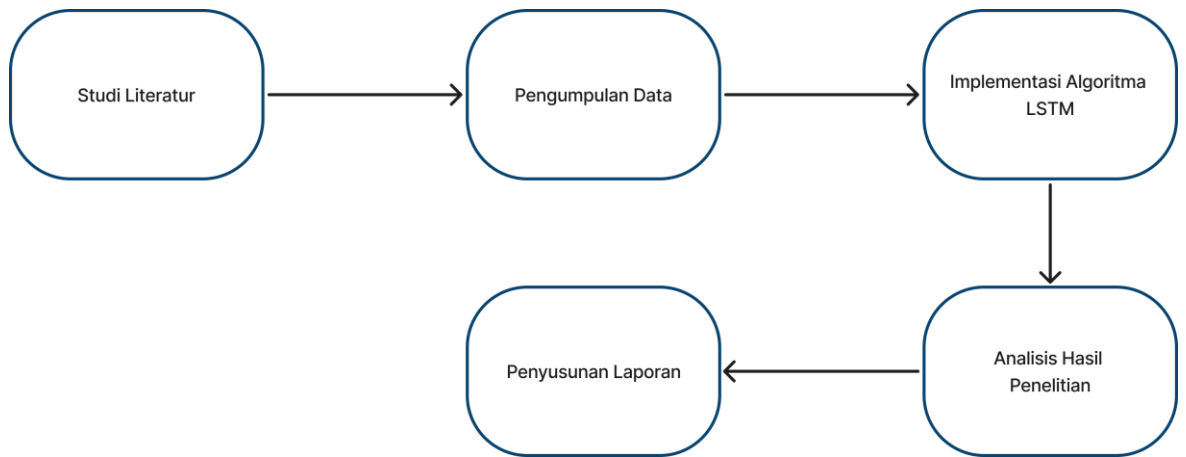 Studi Literatur
Pengumpulan Data
Implementasi Algoritma
LSTM
Analisis Hasil
Penelitian
Penyusunan Laporan